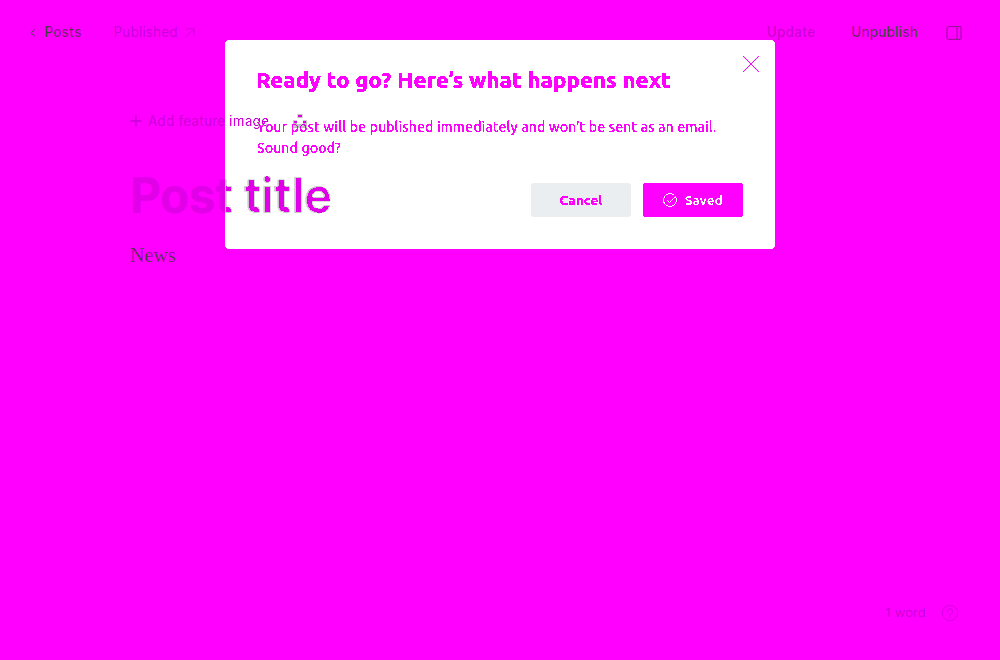 Posts Published Update Unpublish
Ready to go? Here’s what happens next
Add feature image
Your post will be published immediately and won’t be sent as an email.
Sound good?
Post title
Cancel Saved
News
1 word